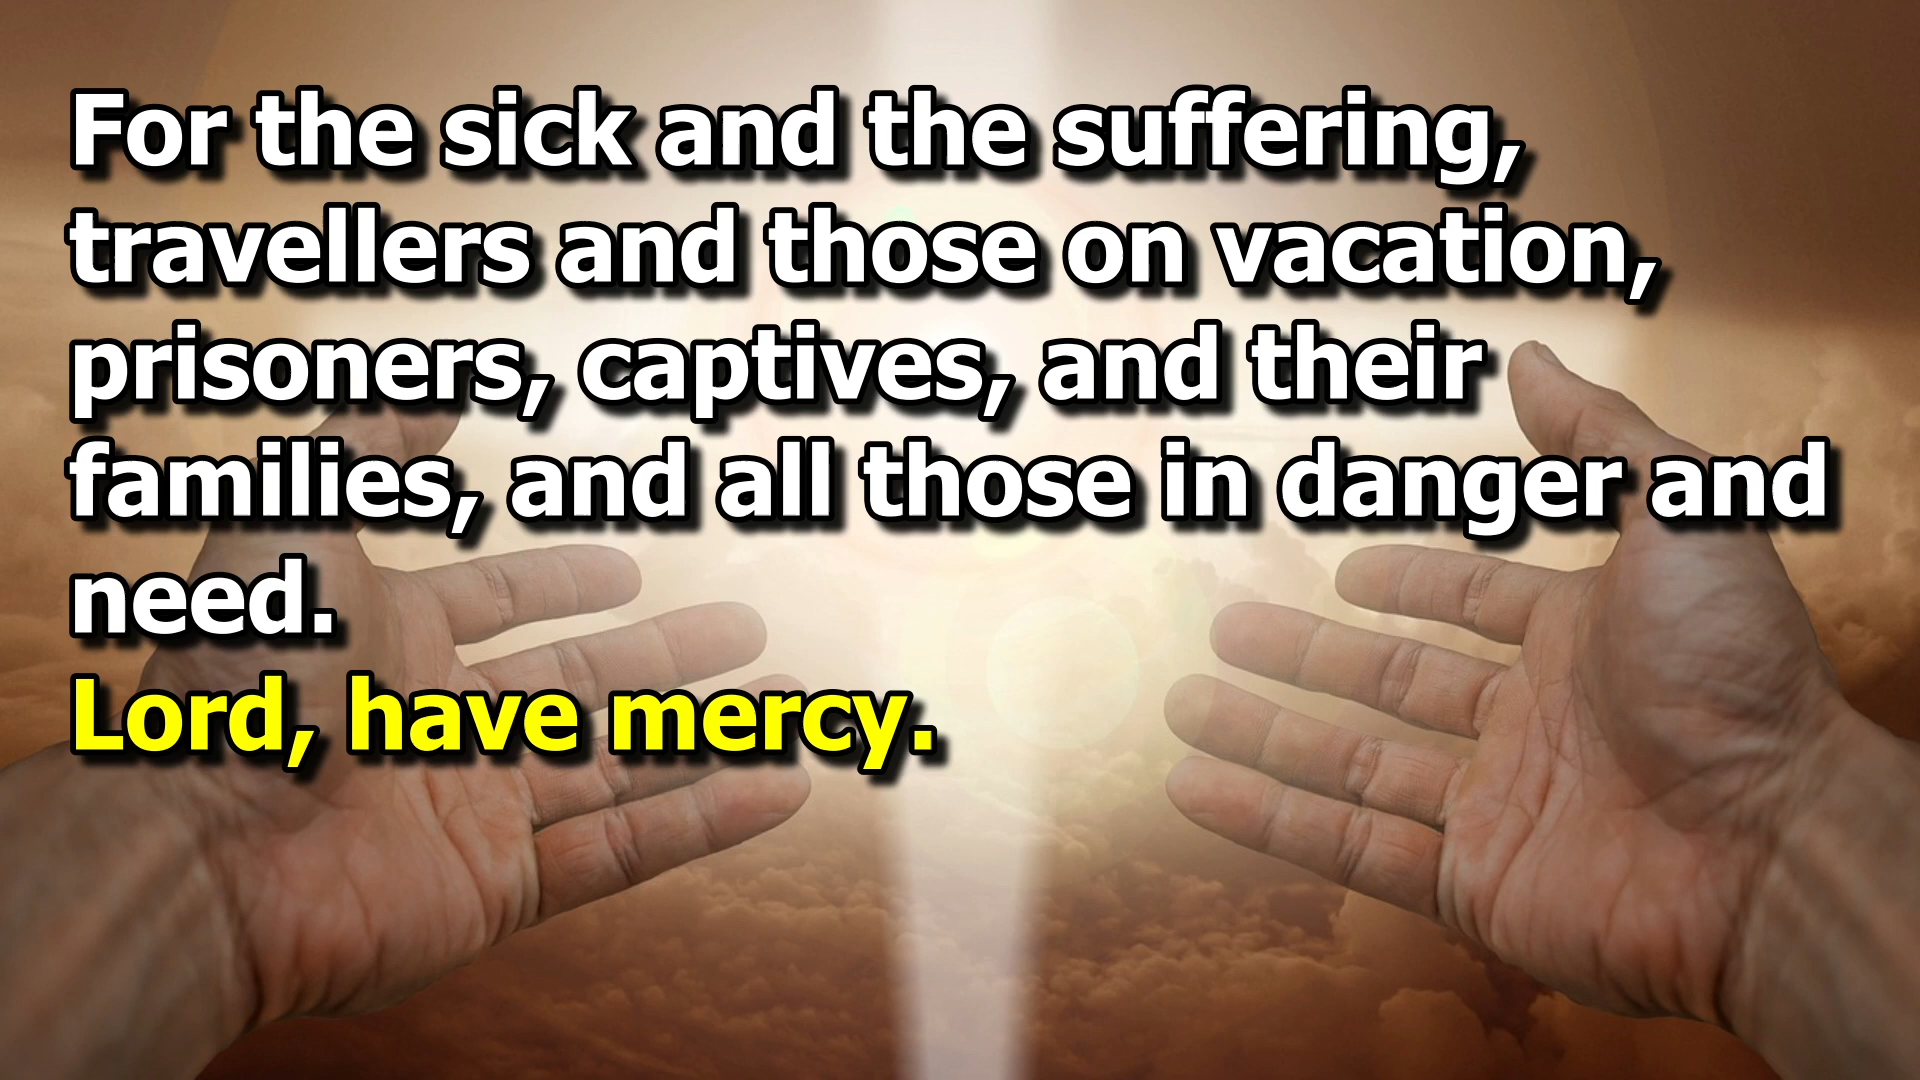 For the sick and the suffering,
travellers and those on vacation,
prisoners, captives, and their
families, and all those in danger and
need.
Lord, have mercy.